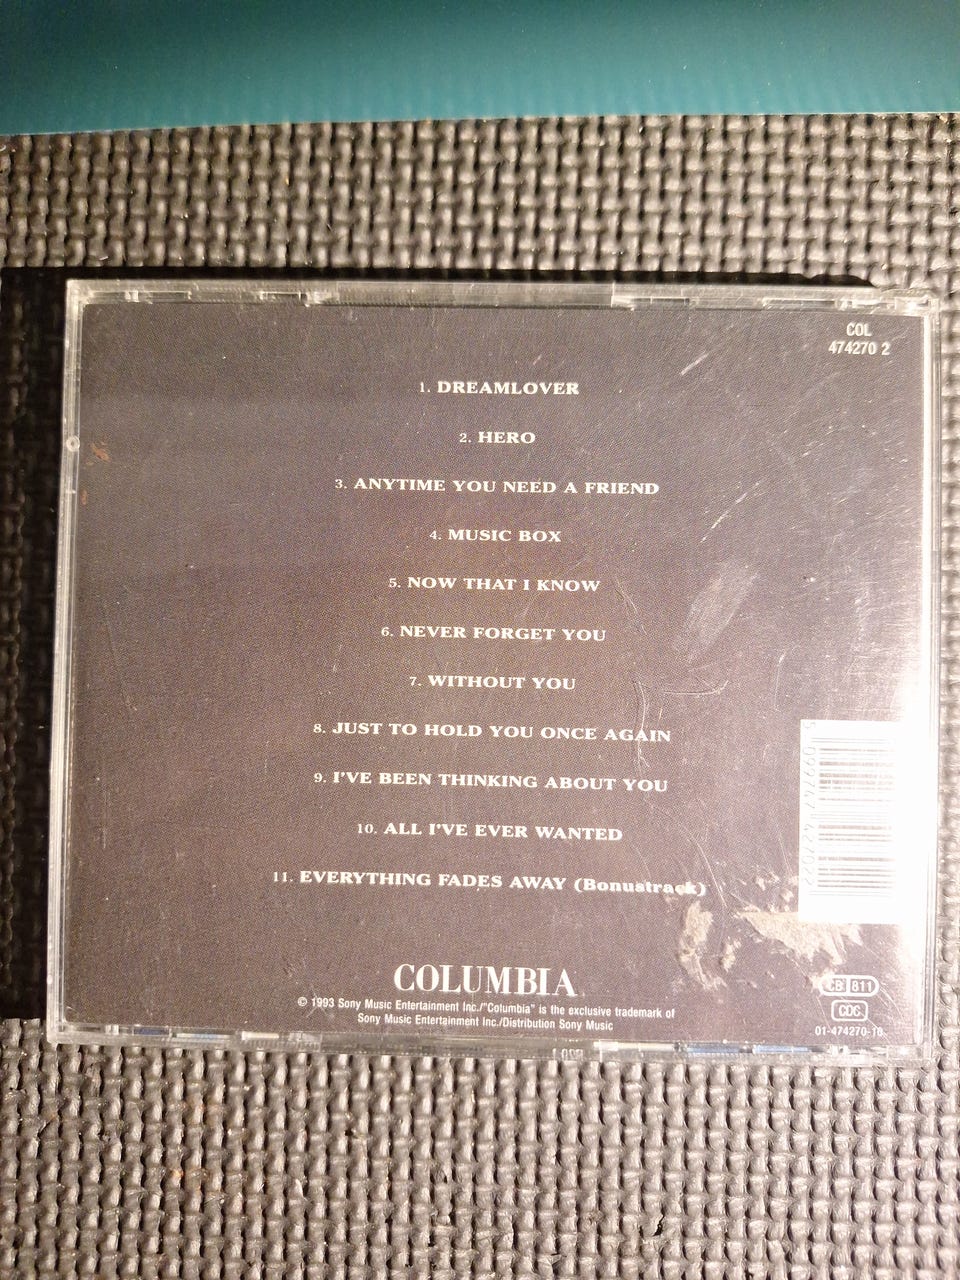 COL
474270 2
1. DREAMLOVER
2. HERO
3. ANYTIME YOU NEED A FRIEND
4. MUSIC BOX
5. NOW THAT I KNOW
6. NEVER FORGET YOU
7. WITHOUT YOU
8. JUST TO HOLD YOU ONCE AGAIN
9. I'VE BEEN THINKING ABOUT YOU
10. ALL I'VE EVER WANTED
11. EVERYTHING FADES AWAY (Bonustrack)
COLUMBIA
© 1993 Sony Music Entertainment Inc./"Columbia" is the exclusive trademark of
Sony Music Entertainment Inc./Distribution Sony Music
CB 811
CDC
01-474270-10